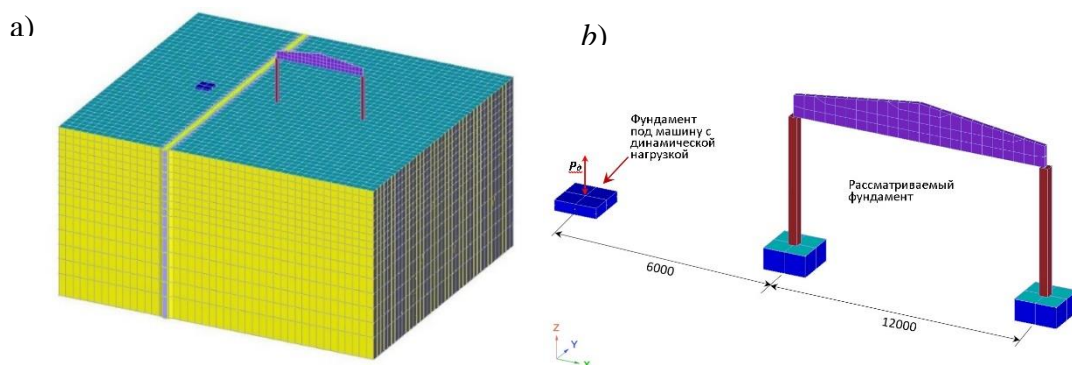 a)
b)
Фундамент
под машину с
динамической
нагрузкой
P₀
Рассматриваемый
фундамент
6000
12000
Z
Y
X